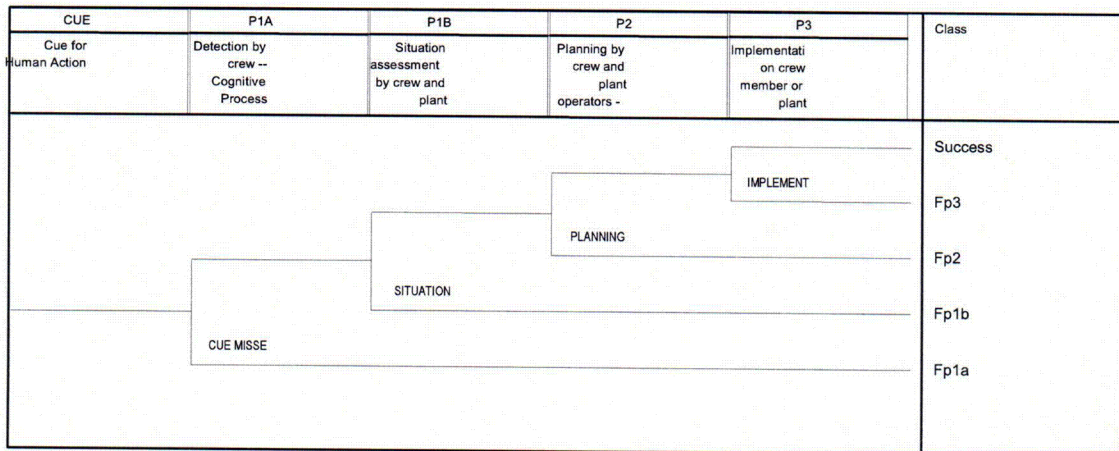 CUE P1A P1B P2 P3 Class
Cue for
Human Action
Detection by
crew --
Cognitive
Process
Situation
assessment
by crew and
plant
Planning by
crew and
plant
operators -
Implementati
on crew
member or
plant
Success
IMPLEMENT
Fp3
PLANNING
Fp2
SITUATION
Fp1b
CUE MISSE
Fp1a